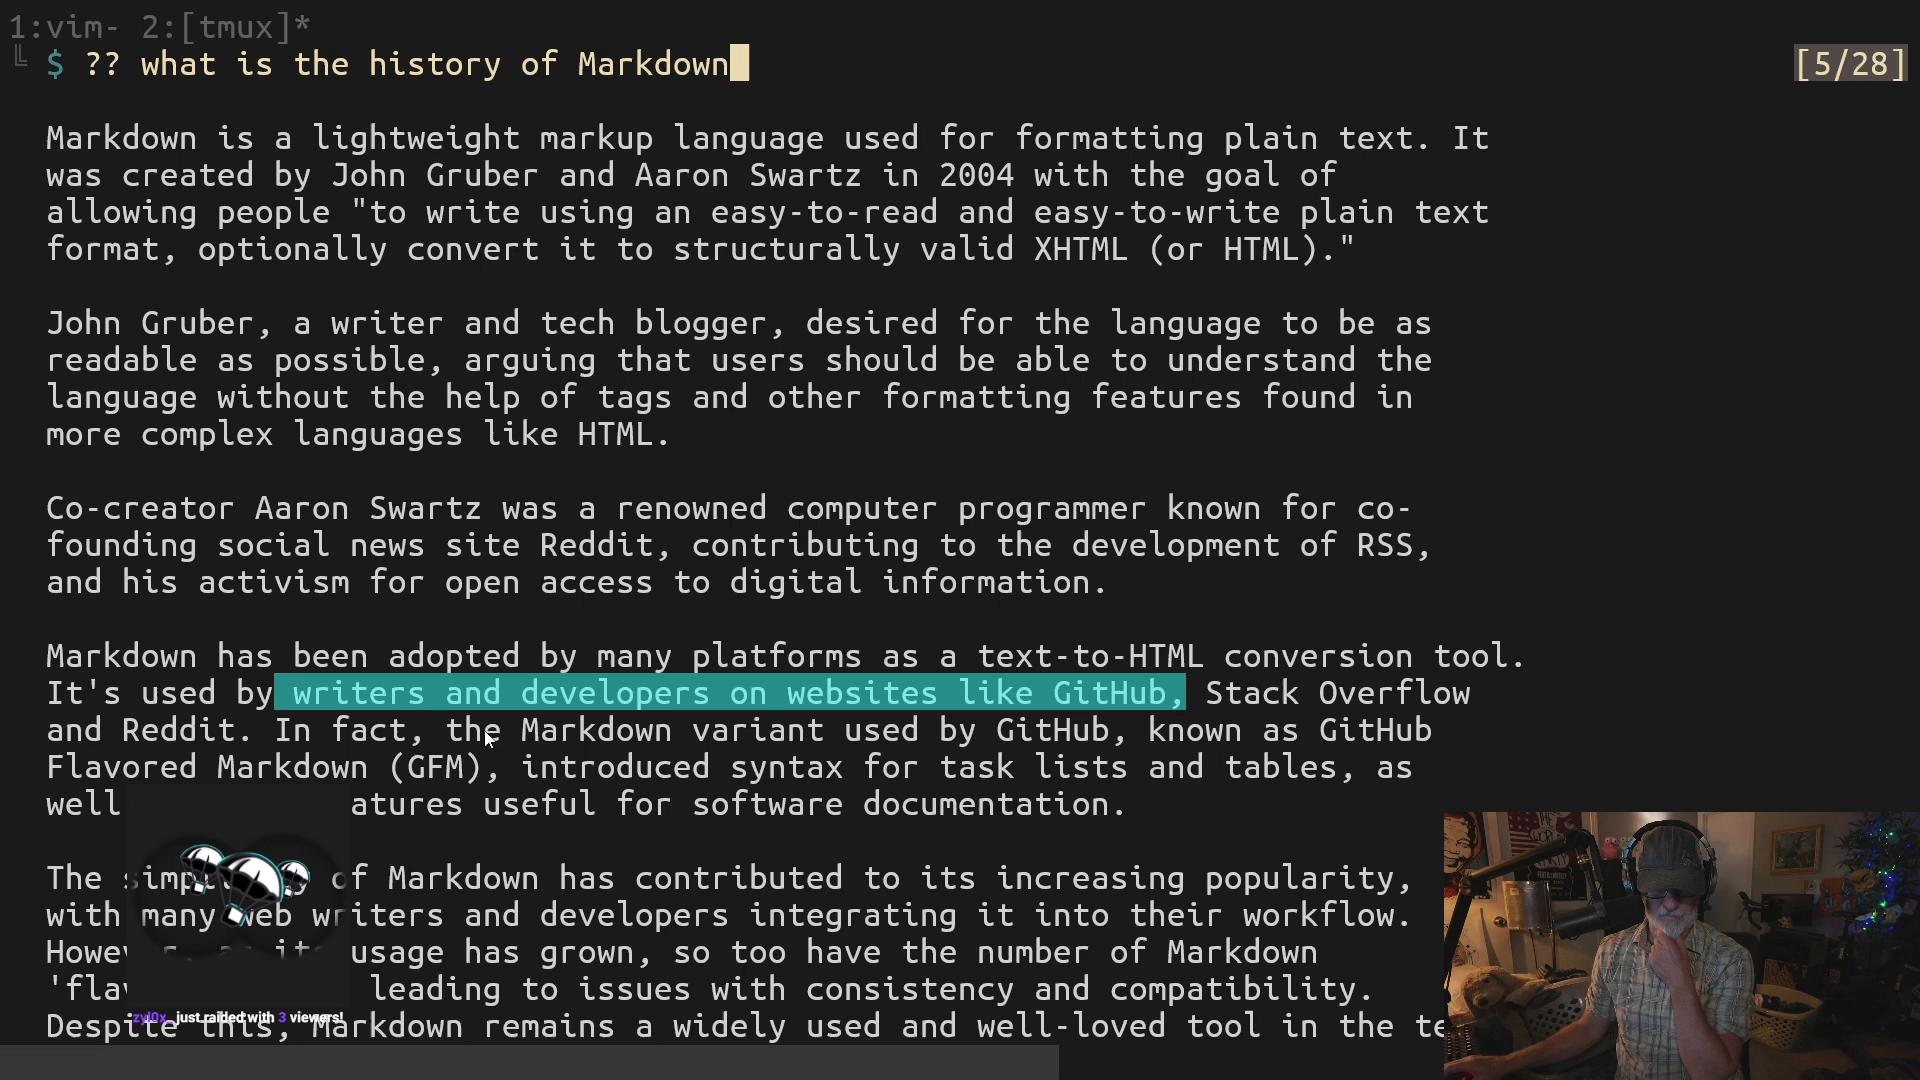 1:vim- 2:[tmux]*
$ ?? what is the history of Markdown [5/28]
Markdown is a lightweight markup language used for formatting plain text. It
was created by John Gruber and Aaron Swartz in 2004 with the goal of
allowing people "to write using an easy-to-read and easy-to-write plain text
format, optionally convert it to structurally valid XHTML (or HTML)."
John Gruber, a writer and tech blogger, desired for the language to be as
readable as possible, arguing that users should be able to understand the
language without the help of tags and other formatting features found in
more complex languages like HTML.
Co-creator Aaron Swartz was a renowned computer programmer known for co-
founding social news site Reddit, contributing to the development of RSS,
and his activism for open access to digital information.
Markdown has been adopted by many platforms as a text-to-HTML conversion tool.
It's used by writers and developers on websites like GitHub, Stack Overflow
and Reddit. In fact, the Markdown variant used by GitHub, known as GitHub
Flavored Markdown (GFM), introduced syntax for task lists and tables, as
well atures useful for software documentation.
The of Markdown has contributed to its increasing popularity,
with many web writers and developers integrating it into their workflow.
usage has grown, so too have the number of Markdown
leading to issues with consistency and compatibility.
zyl0x_ just raided with 3 viewers!
Despite this, Markdown remains a widely used and well-loved tool in the te